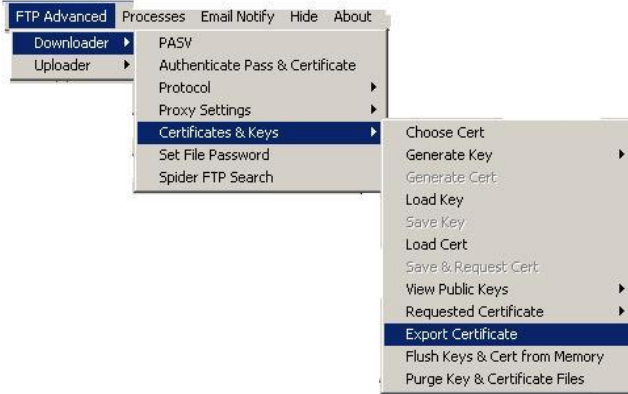 FTP Advanced Processes Email Notify Hide About
Downloader
Uploader
PASV
Authenticate Pass & Certificate
Protocol
Proxy Settings
Certificates & Keys
Set File Password
Spider FTP Search
Choose Cert
Generate Key
Generate Cert
Load Key
Save Key
Load Cert
Save & Request Cert
View Public Keys
Requested Certificate
Export Certificate
Flush Keys & Cert from Memory
Purge Key & Certificate Files